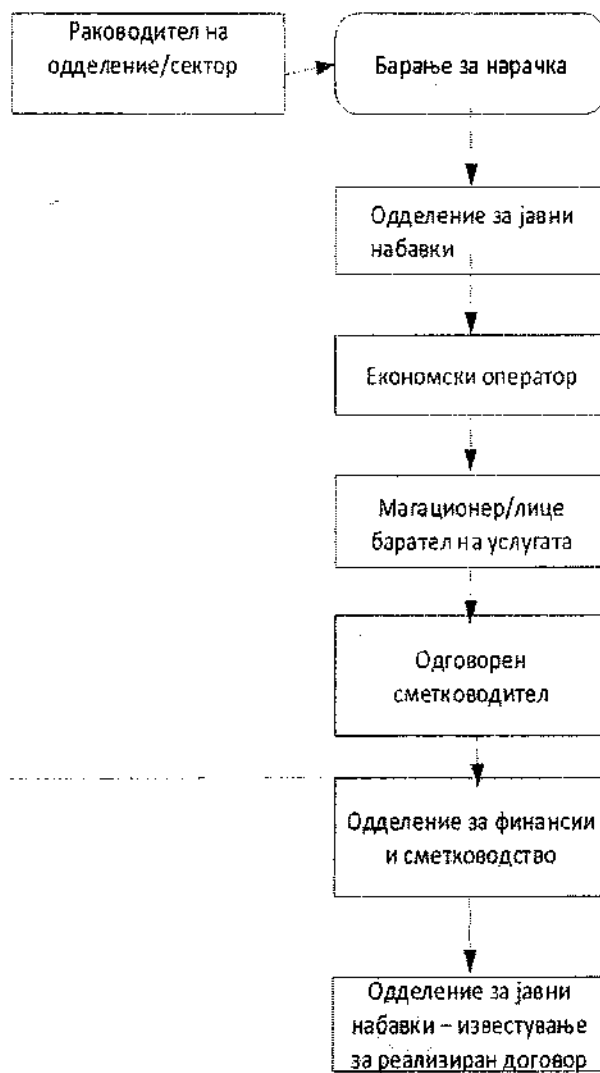 Раководител на
одделение/сектор
Барање за нарачка
Одделение за јавни
набавки
Економски оператор
Магационер/лице
барател на услугата
Одговорен
сметководител
Одделение за финансии
и сметководство
Одделение за јавни
набавки – известување
за реализиран договор